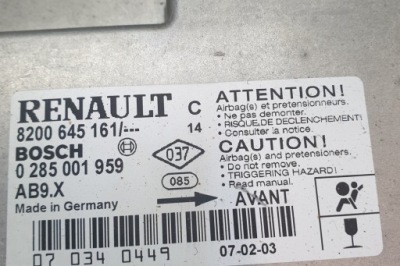 RENAULT C
8200 645 161/--- 14
BOSCH
0 285 001 959
AB9.X
Made in Germany
037
085
ATTENTION!
Airbag(s) et pretensionneurs.
• Ne pas demonter.
RISQUE DE DECLENCHEMENT!
• Consulter la notice.
CAUTION!
Airbag(s) and pretensioners.
• Do not remove.
TRIGGERING HAZARD!
• Read manual.
AVANT
07 034 0449
07-02-03